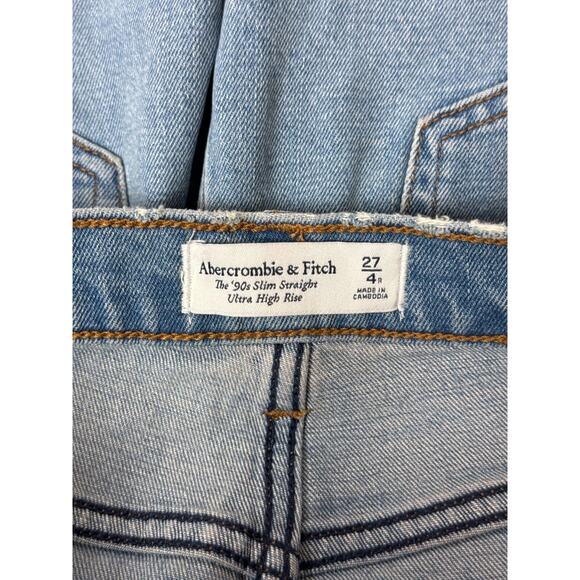 Abercrombie & Fitch
The '90s Slim Straight
Ultra High Rise
27
4R
MADE IN
CAMBODIA